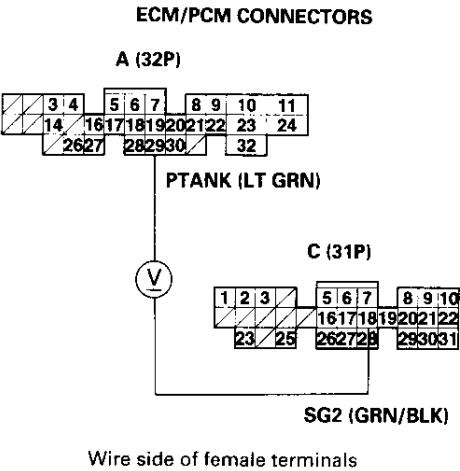 ECM/PCM CONNECTORS
A (32P)
3 4 5 6 7 8 9 10 11
14 16 17 18 19 20 21 22 23 24
26 27 28 29 30 32
PTANK (LT GRN)
V
C (31P)
1 2 3 5 6 7 8 9 10
16 17 18 19 20 21 22
23 25 26 27 28 29 30 31
SG2 (GRN/BLK)
Wire side of female terminals